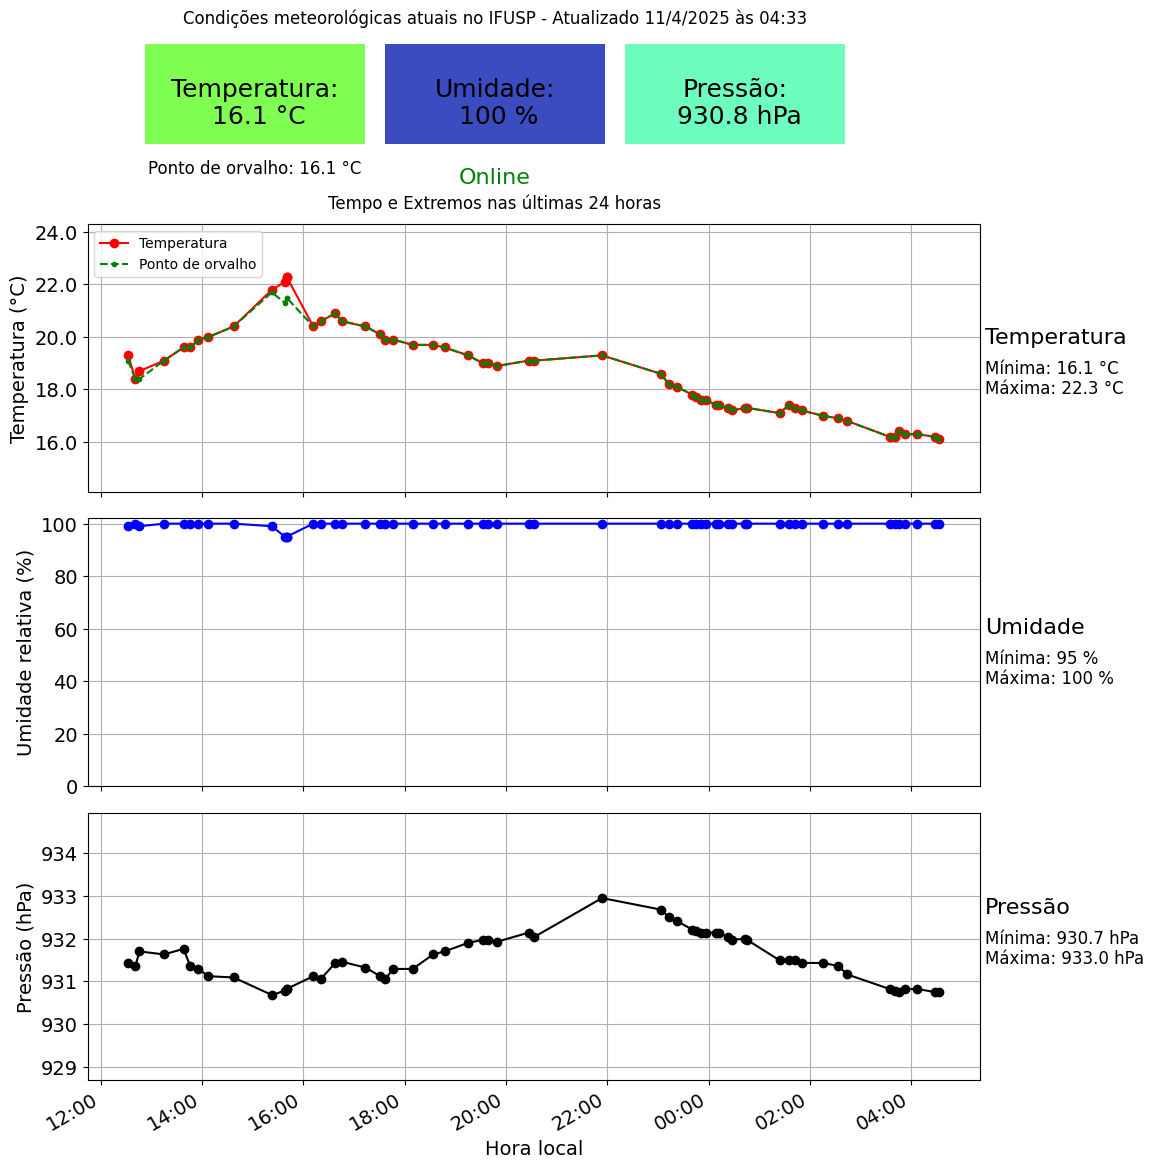 Condições meteorológicas atuais no IFUSP - Atualizado 11/4/2025 às 04:33
Temperatura:
16.1 °C
Umidade:
100 %
Pressão:
930.8 hPa
Ponto de orvalho: 16.1 °C
Online
Tempo e Extremos nas últimas 24 horas
Temperatura (°C)
24.0
22.0
20.0
18.0
16.0
Temperatura
Ponto de orvalho
Temperatura
Mínima: 16.1 °C
Máxima: 22.3 °C
Umidade relativa (%)
100
80
60
40
20
0
Umidade
Mínima: 95 %
Máxima: 100 %
Pressão (hPa)
934
933
932
931
930
929
Pressão
Mínima: 930.7 hPa
Máxima: 933.0 hPa
12:00
14:00
16:00
18:00
20:00
22:00
00:00
02:00
04:00
Hora local